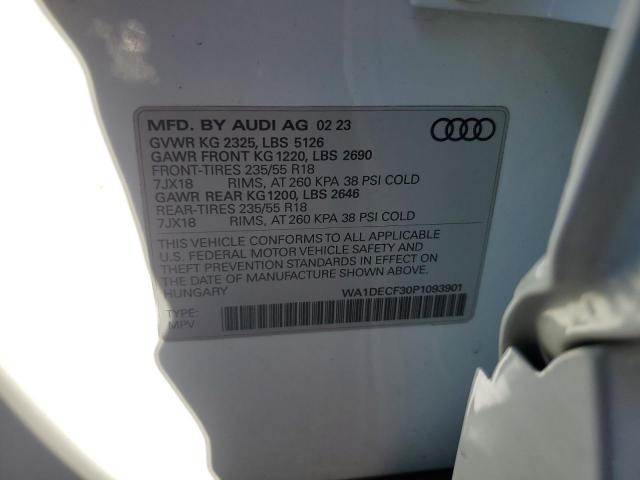 MFD. BY AUDI AG 02 23
GVWR KG 2325, LBS 5126
GAWR FRONT KG 1220, LBS 2690
FRONT-TIRES 235/55 R18
7JX18 RIMS, AT 260 KPA 38 PSI COLD
GAWR REAR KG1200, LBS 2646
REAR-TIRES 235/55 R18
7JX18 RIMS, AT 260 KPA 38 PSI COLD
THIS VEHICLE CONFORMS TO ALL APPLICABLE
U.S. FEDERAL MOTOR VEHICLE SAFETY AND
THEFT PREVENTION STANDARDS IN EFFECT ON
THE DATE OF MANUFACTURE SHOWN ABOVE.
HUNGARY WA1DECF30P1093901
TYPE:
MPV